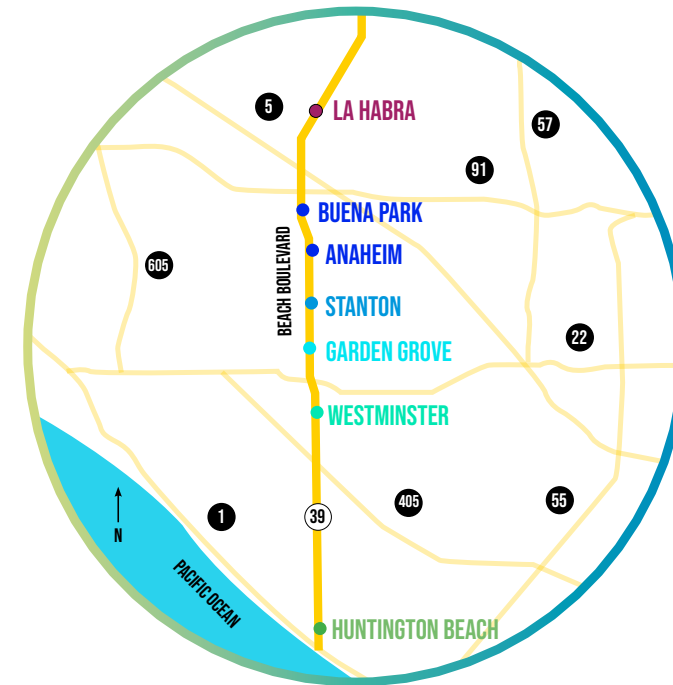 5
LA HABRA
57
91
BUENA PARK
BEACH BOULEVARD
ANAHEIM
605
STANTON
22
GARDEN GROVE
WESTMINSTER
405
55
1
39
N
PACIFIC OCEAN
HUNTINGTON BEACH